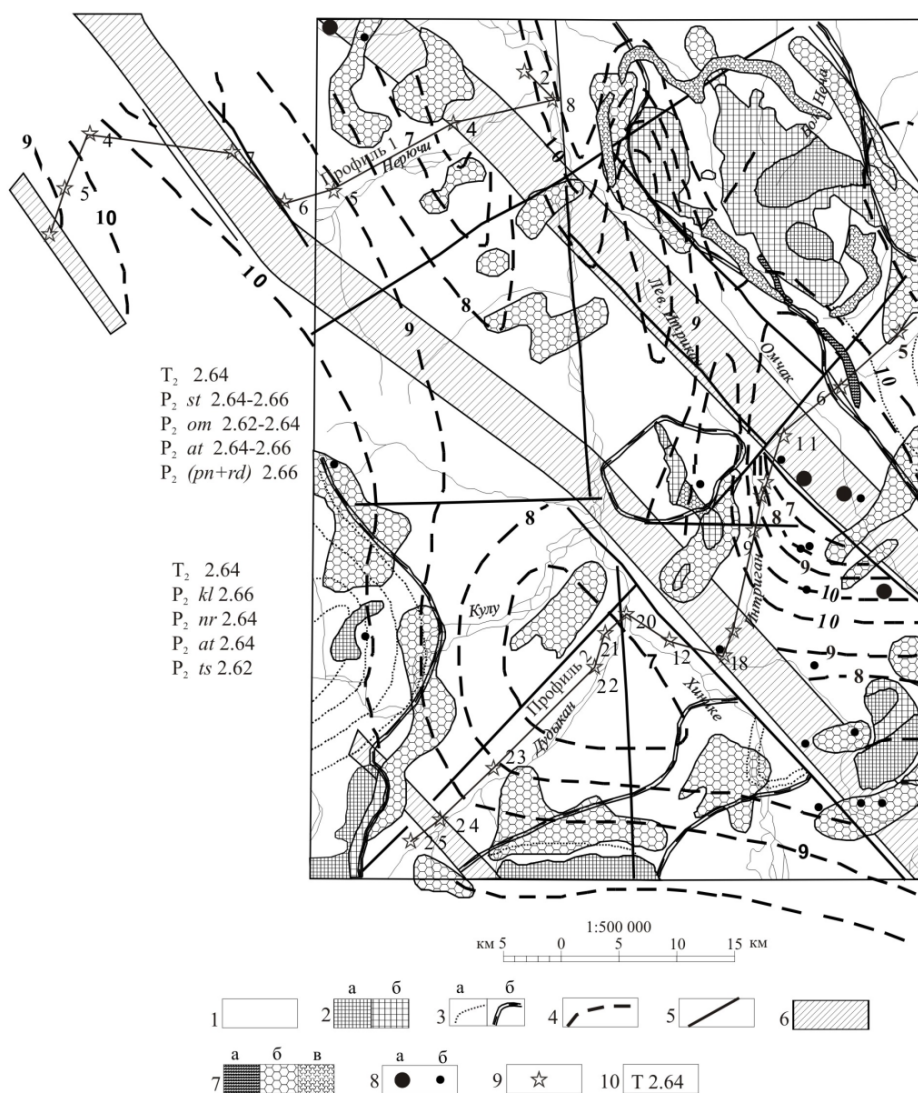 Бол. Нена
2
8
4
Профиль 1
7
Нерючи
10
9
4
7
5
6
5
10
10
9
8
Лев. Интрикан
9
Омчак
10
5
6
11
T₂ 2.64
P₂ st 2.64-2.66
P₂ om 2.62-2.64
P₂ at 2.64-2.66
P₂ (pn+rd) 2.66
7
8
8
9
9
10
10
Интриган
T₂ 2.64
P₂ kl 2.66
P₂ nr 2.64
P₂ at 2.64
P₂ ts 2.62
Кулу
20
21
12
18
9
8
7
22
Профиль 2
Дудыкан
Хинике
23
24
25
9
1:500 000
км 5 0 5 10 15 км
а б а б
1 2 3 4 5 6
а б в а б
7 8 9 10 T 2.64